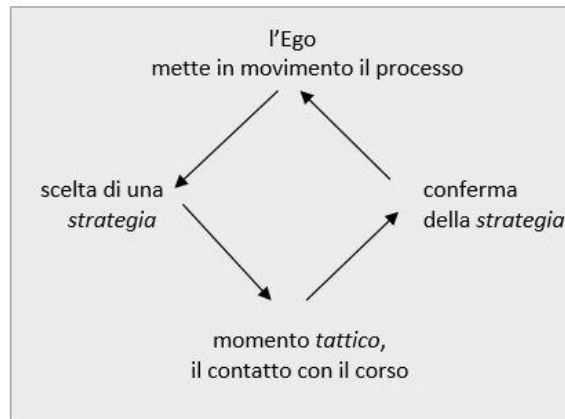 l’Ego
mette in movimento il processo
scelta di una
strategia
conferma
della strategia
momento tattico,
il contatto con il corso